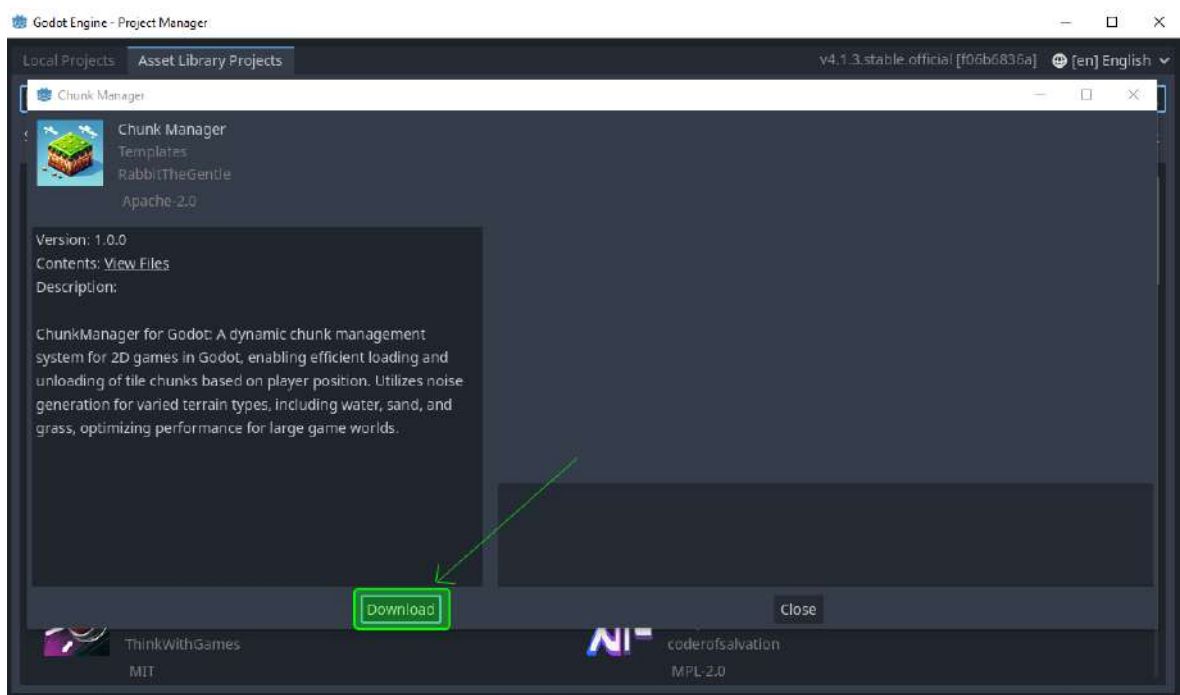 Godot Engine - Project Manager
Local Projects Asset Library Projects v4.1.3.stable.official [f06b6836a] [en] English
Chunk Manager
Chunk Manager
Templates
RabbitTheGentle
Apache-2.0
Version: 1.0.0
Contents: View Files
Description:
ChunkManager for Godot: A dynamic chunk management
system for 2D games in Godot, enabling efficient loading and
unloading of tile chunks based on player position. Utilizes noise
generation for varied terrain types, including water, sand, and
grass, optimizing performance for large game worlds.
Download Close
ThinkWithGames coderofsalvation
MIT MPL-2.0